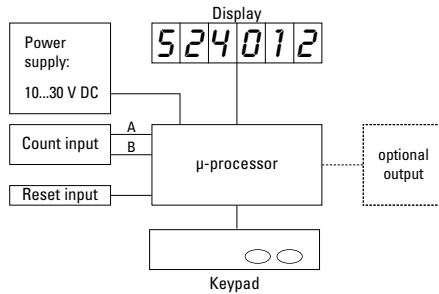 Display
524012
Power
supply:
10...30 V DC
A
Count input
B
µ-processor
optional
output
Reset input
Keypad